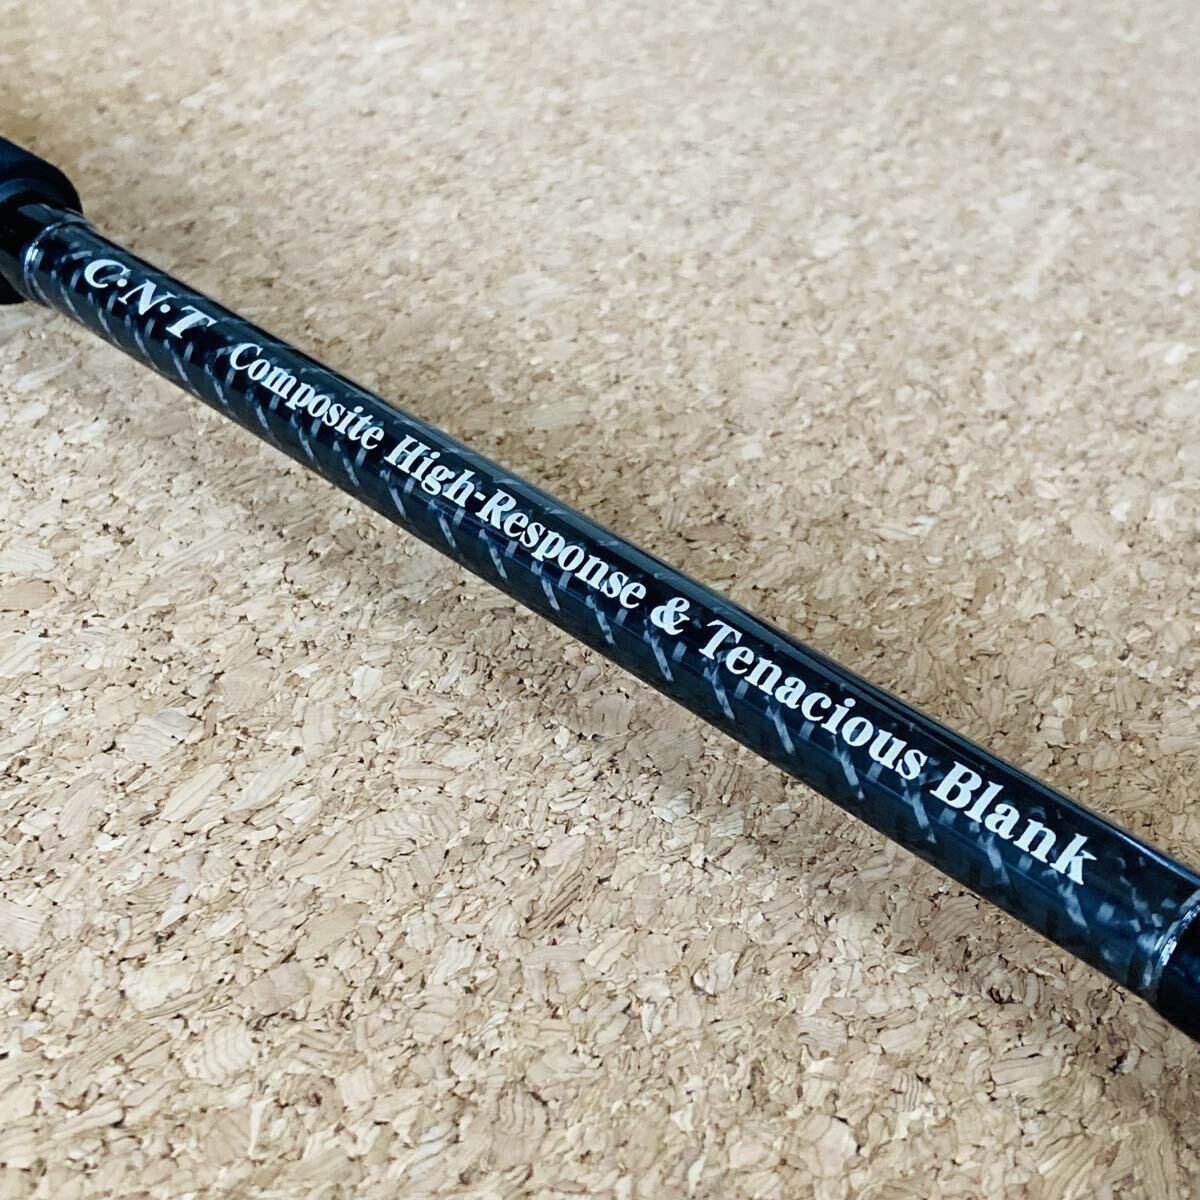 C·N·T Composite High-Response & Tenacious Blank